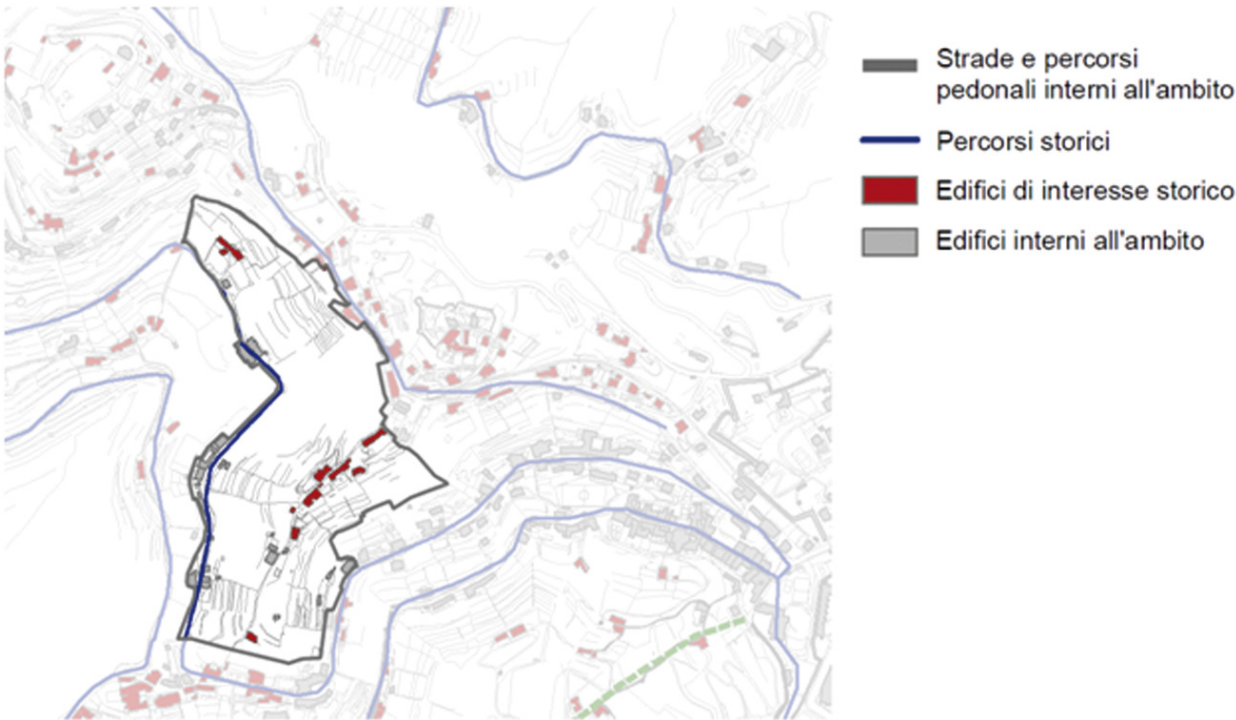 Strade e percorsi
pedonali interni all'ambito
Percorsi storici
Edifici di interesse storico
Edifici interni all'ambito